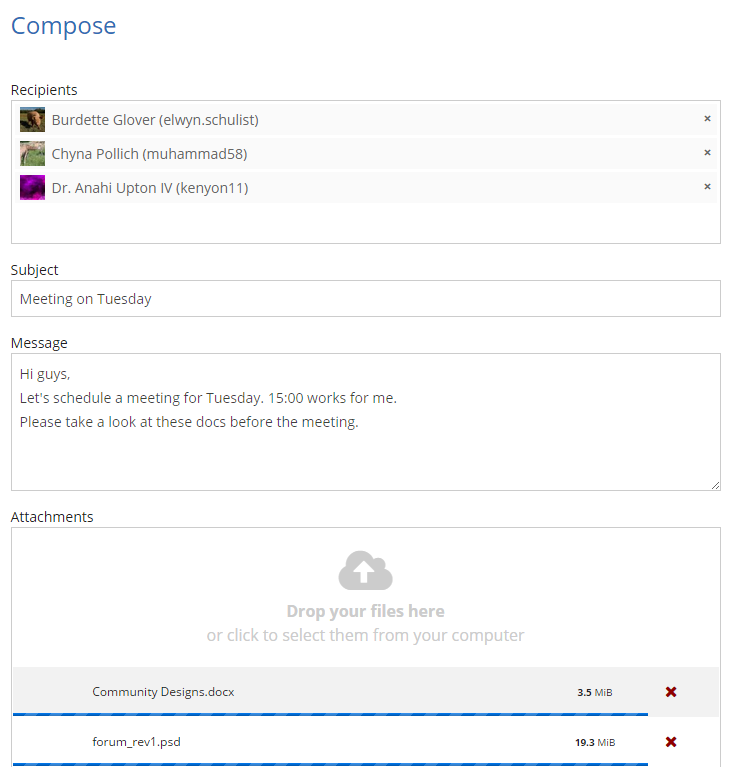 Compose
Recipients
Burdette Glover (elwyn.schulist) ×
Chyna Pollich (muhammad58) ×
Dr. Anahi Upton IV (kenyon11) ×
Subject
Meeting on Tuesday
Message
Hi guys,
Let's schedule a meeting for Tuesday. 15:00 works for me.
Please take a look at these docs before the meeting.
Attachments
Drop your files here
or click to select them from your computer
Community Designs.docx 3.5 MiB
forum_rev1.psd 19.3 MiB